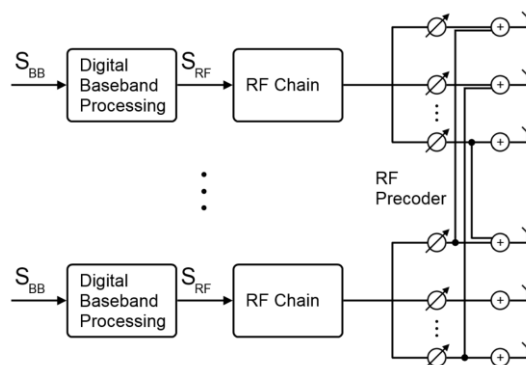 S_BB
Digital
Baseband
Processing
S_RF
RF Chain
RF
Precoder
S_BB
Digital
Baseband
Processing
S_RF
RF Chain
+
+
+
+
+
+